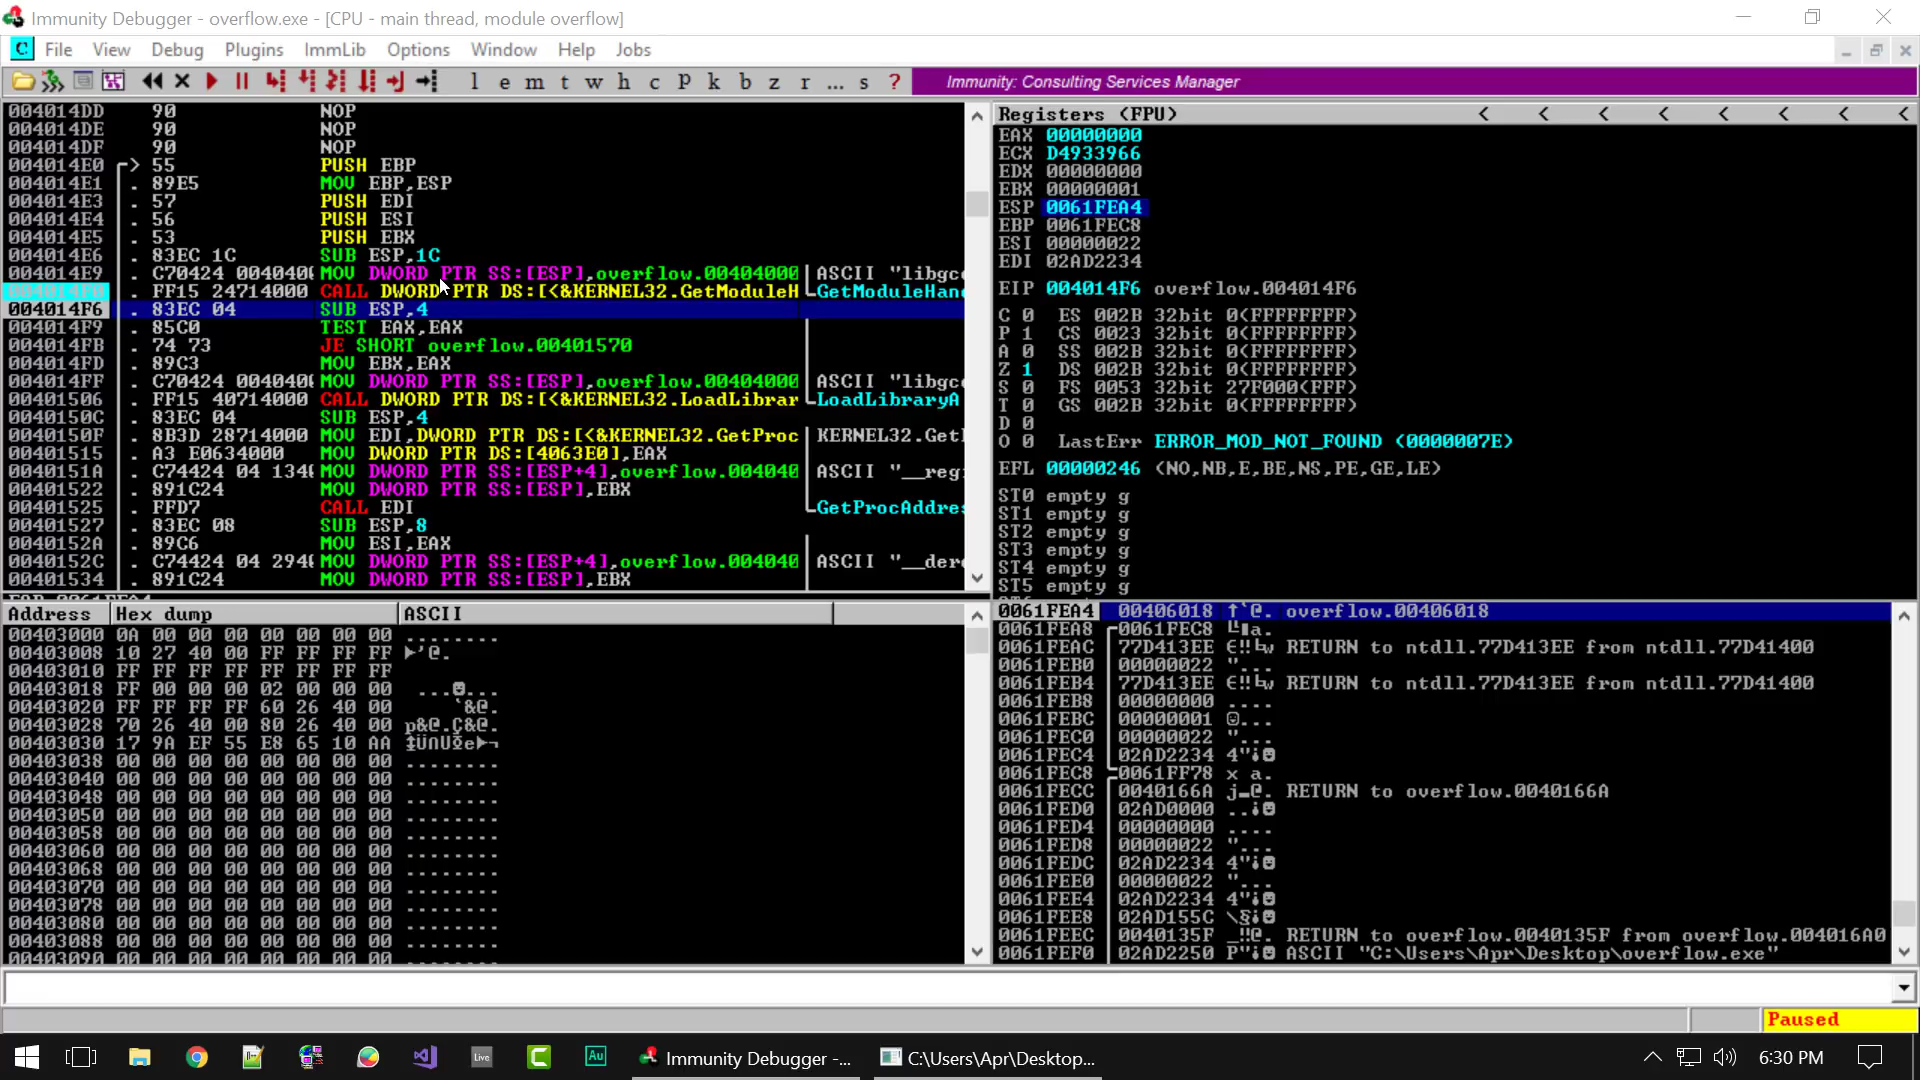 Immunity Debugger - overflow.exe - [CPU - main thread, module overflow]
C File View Debug Plugins ImmLib Options Window Help Jobs
l e m t w h c P k b z r ... s ? Immunity: Consulting Services Manager
004014DD 90 NOP
004014DE 90 NOP
004014DF 90 NOP
004014E0 > 55 PUSH EBP
004014E1 . 89E5 MOV EBP,ESP
004014E3 . 57 PUSH EDI
004014E4 . 56 PUSH ESI
004014E5 . 53 PUSH EBX
004014E6 . 83EC 1C SUB ESP,1C
004014E9 . C70424 0040400 MOV DWORD PTR SS:[ESP],overflow.00404000 ASCII "libgc
004014F0 . FF15 24714000 CALL DWORD PTR DS:[<&KERNEL32.GetModuleH GetModuleHan
004014F6 . 83EC 04 SUB ESP,4
004014F9 . 85C0 TEST EAX,EAX
004014FB . 74 73 JE SHORT overflow.00401570
004014FD . 89C3 MOV EBX,EAX
004014FF . C70424 0040400 MOV DWORD PTR SS:[ESP],overflow.00404000 ASCII "libgc
00401506 . FF15 40714000 CALL DWORD PTR DS:[<&KERNEL32.LoadLibrar LoadLibraryA
0040150C . 83EC 04 SUB ESP,4
0040150F . 8B3D 28714000 MOV EDI,DWORD PTR DS:[<&KERNEL32.GetProc KERNEL32.Get
00401515 . A3 E0634000 MOV DWORD PTR DS:[4063E0],EAX
0040151A . C74424 04 1340 MOV DWORD PTR SS:[ESP+4],overflow.004040 ASCII "__reg
00401522 . 891C24 MOV DWORD PTR SS:[ESP],EBX
00401525 . FFD7 CALL EDI GetProcAddres
00401527 . 83EC 08 SUB ESP,8
0040152A . 89C6 MOV ESI,EAX
0040152C . C74424 04 2940 MOV DWORD PTR SS:[ESP+4],overflow.004040 ASCII "__der
00401534 . 891C24 MOV DWORD PTR SS:[ESP],EBX
Registers (FPU) < < < < < < < <
EAX 00000000
ECX D4933966
EDX 00000000
EBX 00000001
ESP 0061FEA4
EBP 0061FEC8
ESI 00000022
EDI 02AD2234
EIP 004014F6 overflow.004014F6
C 0 ES 002B 32bit 0(FFFFFFFF)
P 1 CS 0023 32bit 0(FFFFFFFF)
A 0 SS 002B 32bit 0(FFFFFFFF)
Z 1 DS 002B 32bit 0(FFFFFFFF)
S 0 FS 0053 32bit 27F000(FFF)
T 0 GS 002B 32bit 0(FFFFFFFF)
D 0
O 0 LastErr ERROR_MOD_NOT_FOUND (0000007E)
EFL 00000246 (NO,NB,E,BE,NS,PE,GE,LE)
ST0 empty g
ST1 empty g
ST2 empty g
ST3 empty g
ST4 empty g
ST5 empty g
Address Hex dump ASCII
00403000 0A 00 00 00 00 00 00 00 ........
00403008 10 27 40 00 FF FF FF FF ►'@.
00403010 FF FF FF FF FF FF FF FF
00403018 FF 00 00 00 02 00 00 00 ...☻...
00403020 FF FF FF FF 60 26 40 00 `&@.
00403028 70 26 40 00 80 26 40 00 p&@.Ç&@.
00403030 17 9A EF 55 E8 65 10 AA
00403038 00 00 00 00 00 00 00 00 ........
00403040 00 00 00 00 00 00 00 00 ........
00403048 00 00 00 00 00 00 00 00 ........
00403050 00 00 00 00 00 00 00 00 ........
00403058 00 00 00 00 00 00 00 00 ........
00403060 00 00 00 00 00 00 00 00 ........
00403068 00 00 00 00 00 00 00 00 ........
00403070 00 00 00 00 00 00 00 00 ........
00403078 00 00 00 00 00 00 00 00 ........
00403080 00 00 00 00 00 00 00 00 ........
00403088 00 00 00 00 00 00 00 00 ........
00403090 00 00 00 00 00 00 00 00 ........
0061FEA4 00406018 ↑`@. overflow.00406018
0061FEA8 0061FEC8 a.
0061FEAC 77D413EE RETURN to ntdll.77D413EE from ntdll.77D41400
0061FEB0 00000022 "...
0061FEB4 77D413EE RETURN to ntdll.77D413EE from ntdll.77D41400
0061FEB8 00000000 ....
0061FEBC 00000001 ☺...
0061FEC0 00000022 "...
0061FEC4 02AD2234 4"¡☻
0061FEC8 0061FF78 x a.
0061FECC 0040166A j▬@. RETURN to overflow.0040166A
0061FED0 02AD0000 ..¡☻
0061FED4 00000000 ....
0061FED8 00000022 "...
0061FEDC 02AD2234 4"¡☻
0061FEE0 00000022 "...
0061FEE4 02AD2234 4"¡☻
0061FEE8 02AD155C \§¡☻
0061FEEC 0040135F _‼@. RETURN to overflow.0040135F from overflow.004016A0
0061FEF0 02AD2250 P"¡☻ ASCII "C:\Users\Apr\Desktop\overflow.exe"
Paused
Live Au Immunity Debugger -... C:\Users\Apr\Desktop... 6:30 PM